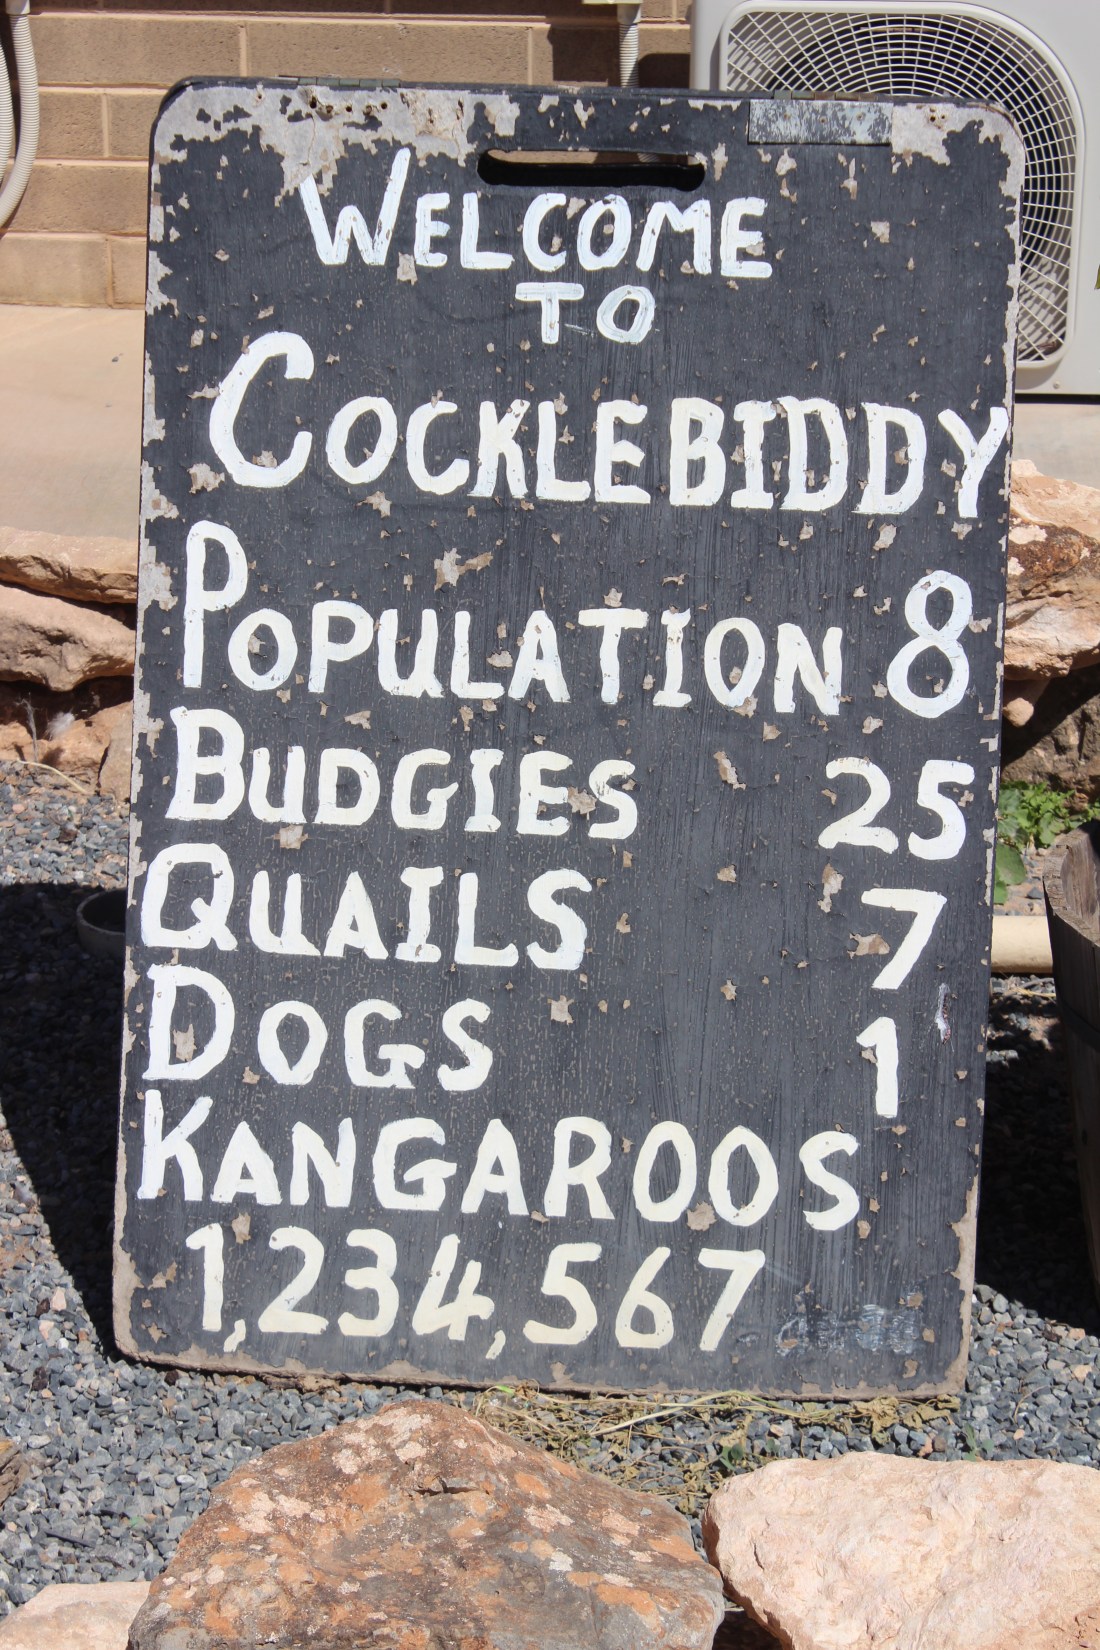 WELCOME
TO
COCKLEBIDDY
POPULATION 8
BUDGIES 25
QUAILS 7
DOGS 1
KANGAROOS
1,234,567